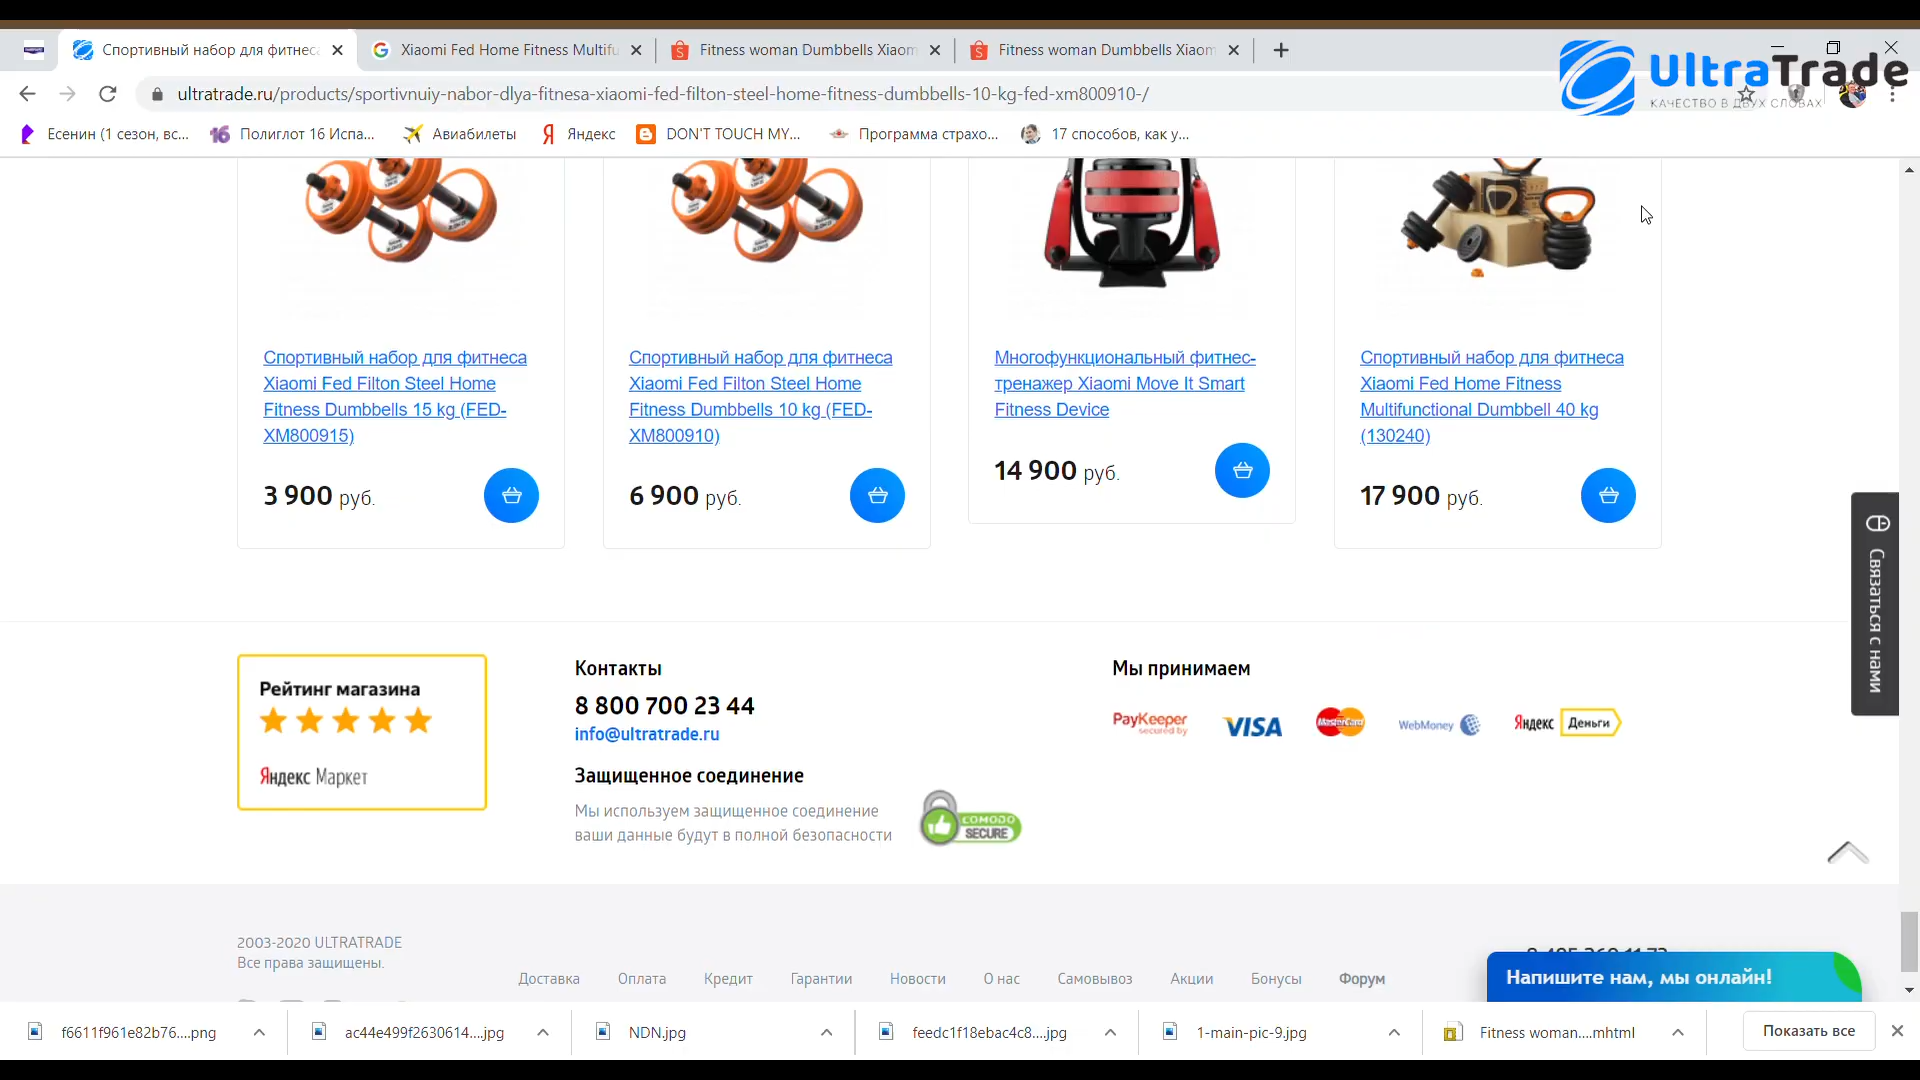 Спортивный набор для фитнеса
Xiaomi Fed Home Fitness Multifu
Fitness woman Dumbbells Xiaom
Fitness woman Dumbbells Xiaom
UltraTrade
КАЧЕСТВО В ДВУХ СЛОВАХ
ultratrade.ru/products/sportivnuiy-nabor-dlya-fitnesa-xiaomi-fed-filton-steel-home-fitness-dumbbells-10-kg-fed-xm800910-/
Есенин (1 сезон, вс...
16
Полиглот 16 Испа...
Авиабилеты
Я
Яндекс
DON'T TOUCH MY...
Программа страхо...
17 способов, как у...
Спортивный набор для фитнеса
Xiaomi Fed Filton Steel Home
Fitness Dumbbells 15 kg (FED-
XM800915)
3 900 руб.
Спортивный набор для фитнеса
Xiaomi Fed Filton Steel Home
Fitness Dumbbells 10 kg (FED-
XM800910)
6 900 руб.
Многофункциональный фитнес-
тренажер Xiaomi Move It Smart
Fitness Device
14 900 руб.
Спортивный набор для фитнеса
Xiaomi Fed Home Fitness
Multifunctional Dumbbell 40 kg
(130240)
17 900 руб.
Связаться с нами
Рейтинг магазина
Яндекс Маркет
Контакты
8 800 700 23 44
info@ultratrade.ru
Защищенное соединение
Мы используем защищенное соединение
ваши данные будут в полной безопасности
COMODO
SECURE
Мы принимаем
PayKeeper
secured by
VISA
MasterCard
WebMoney
Яндекс Деньги
2003-2020 ULTRATRADE
Все права защищены.
Доставка
Оплата
Кредит
Гарантии
Новости
О нас
Самовывоз
Акции
Бонусы
Форум
Напишите нам, мы онлайн!
f6611f961e82b76....png
ac44e499f2630614....jpg
NDN.jpg
feedc1f18ebac4c8....jpg
1-main-pic-9.jpg
Fitness woman....mhtml
Показать все